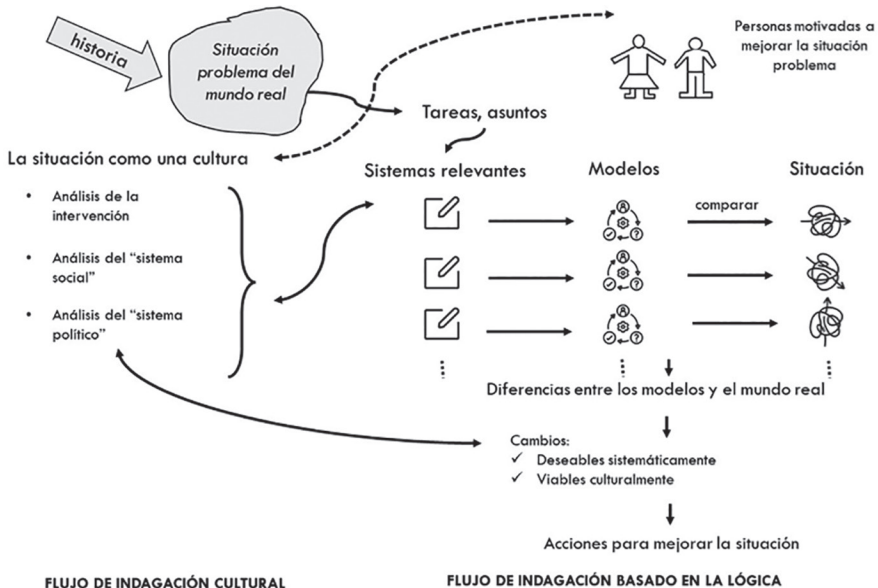 historia
Situación
problema del
mundo real
Personas motivadas a
mejorar la situación
problema
Tareas, asuntos
La situación como una cultura
• Análisis de la
intervención
• Análisis del “sistema
social”
• Análisis del “sistema
político”
Sistemas relevantes
Modelos
Situación
comparar
Diferencias entre los modelos y el mundo real
Cambios:
✓ Deseables sistemáticamente
✓ Viables culturalmente
Acciones para mejorar la situación
FLUJO DE INDAGACIÓN CULTURAL
FLUJO DE INDAGACIÓN BASADO EN LA LÓGICA